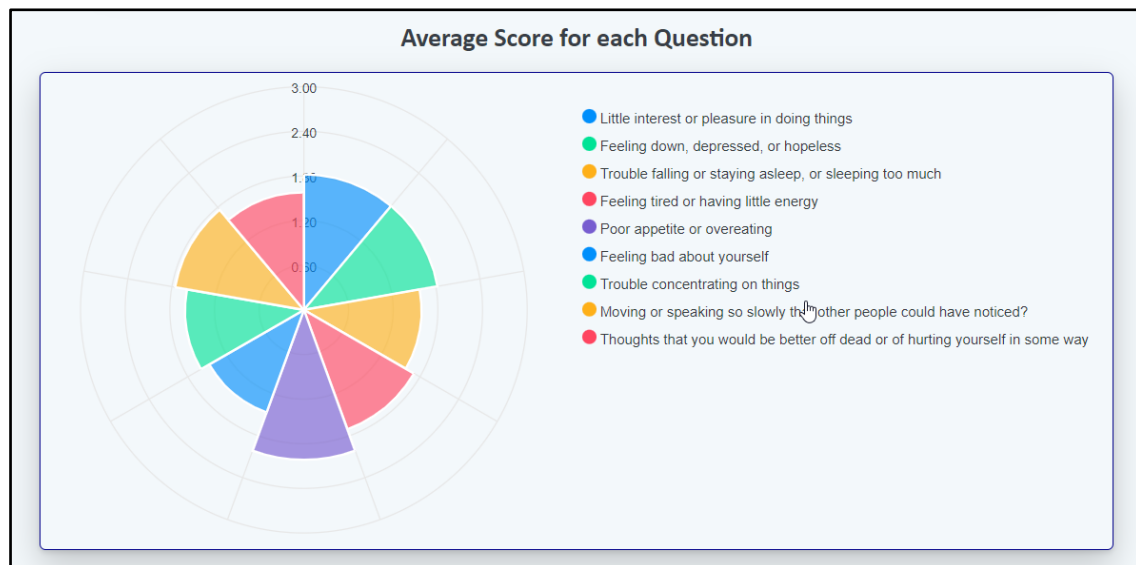 Average Score for each Question
3.00
2.40
1.80
1.20
0.60
Little interest or pleasure in doing things
Feeling down, depressed, or hopeless
Trouble falling or staying asleep, or sleeping too much
Feeling tired or having little energy
Poor appetite or overeating
Feeling bad about yourself
Trouble concentrating on things
Moving or speaking so slowly other people could have noticed?
Thoughts that you would be better off dead or of hurting yourself in some way